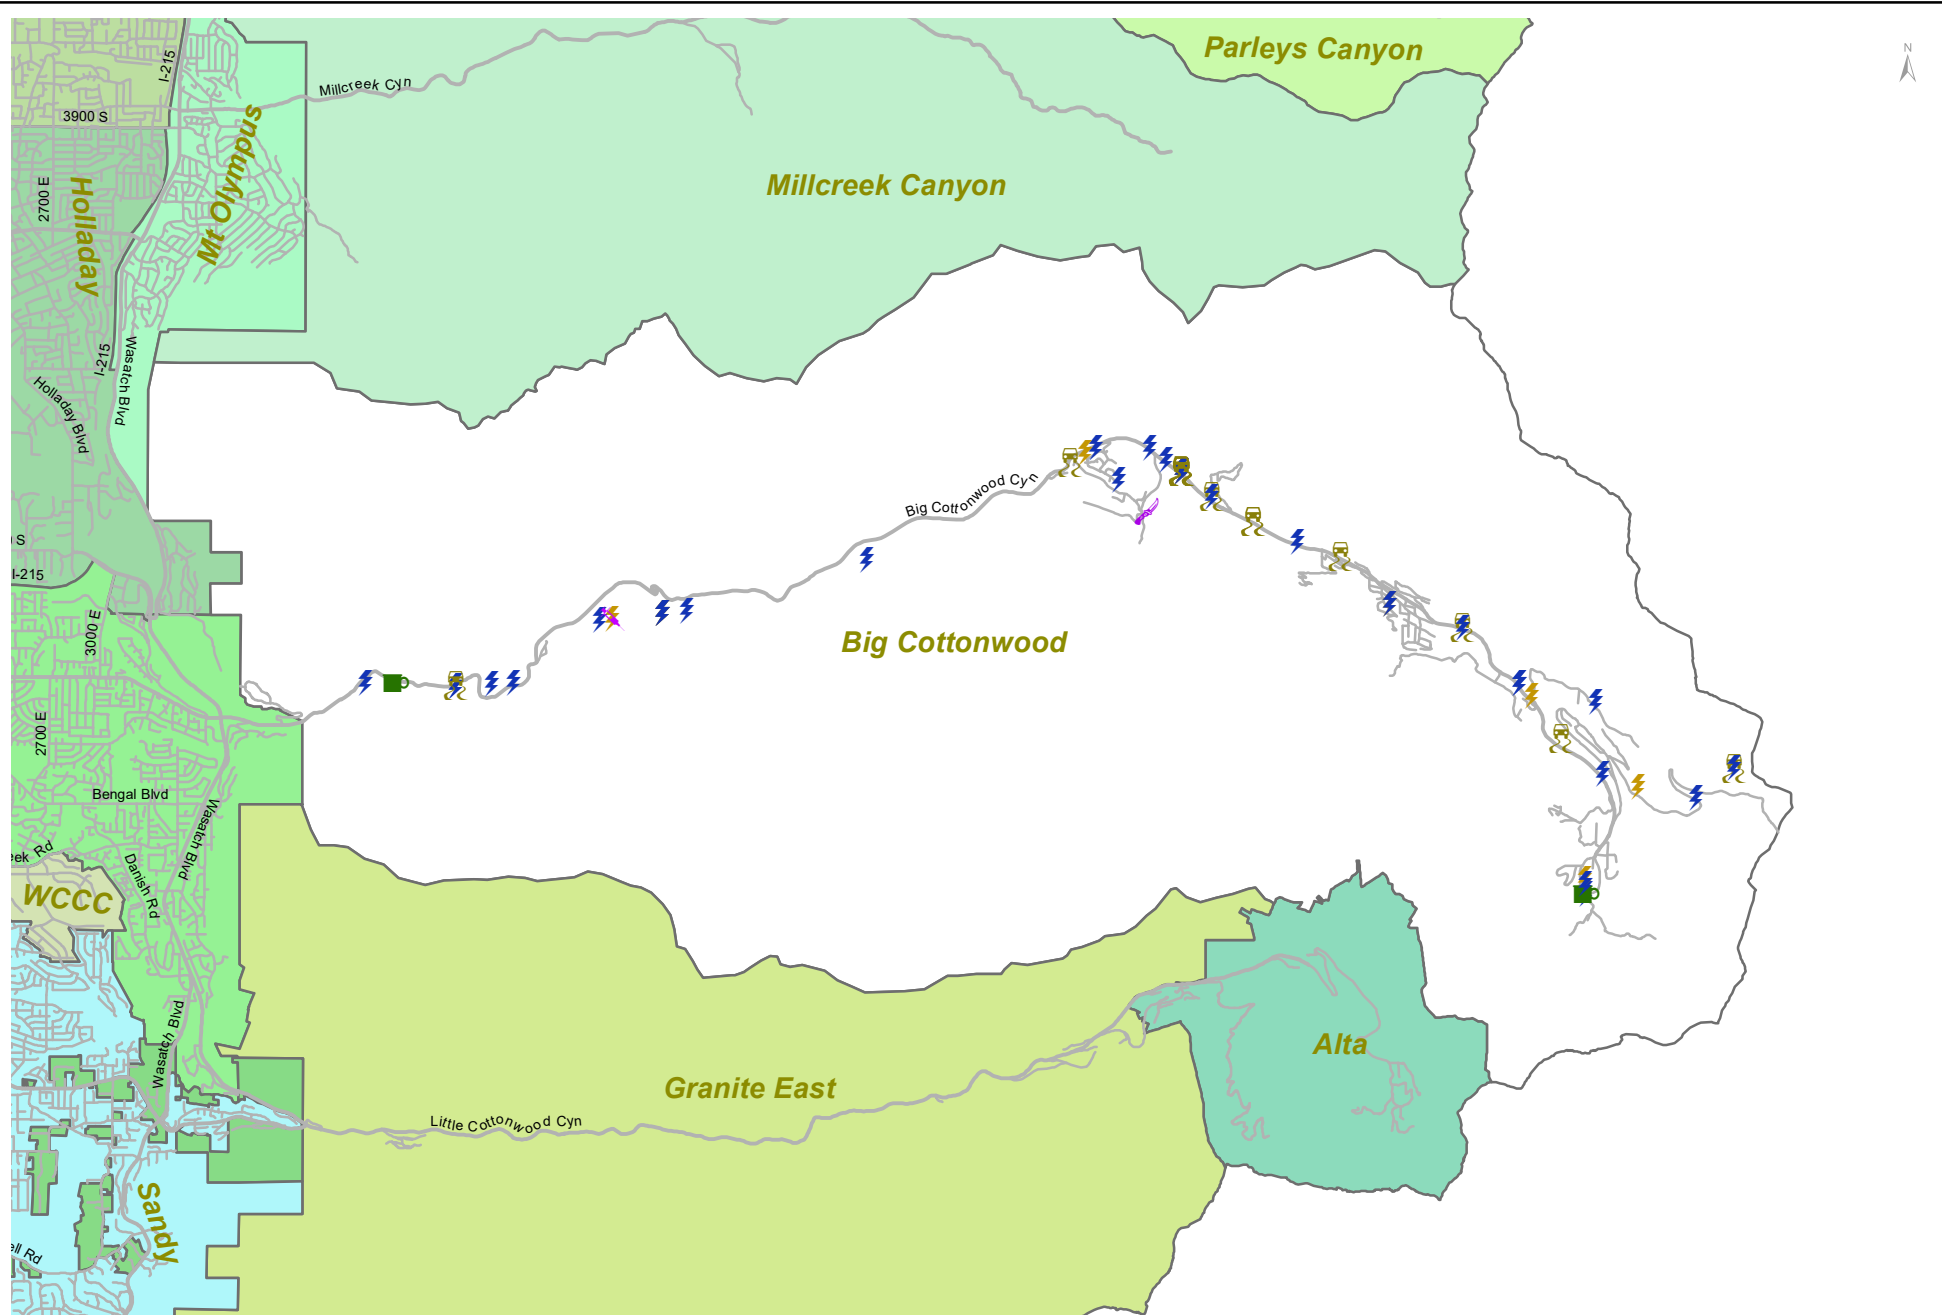 Parleys Canyon
N
I-215
Millcreek Cyn
3900 S
Mt Olympus
Millcreek Canyon
2700 E
Holladay
I-215
Wasatch Blvd
Holladay Blvd
Big Cottonwood Cyn
S
I-215
3000 E
Big Cottonwood
2700 E
Bengal Blvd
Wasatch Blvd
eek Rd
Danish Rd
WCCC
Wasatch Blvd
Alta
Granite East
Little Cottonwood Cyn
Sandy
ell Rd